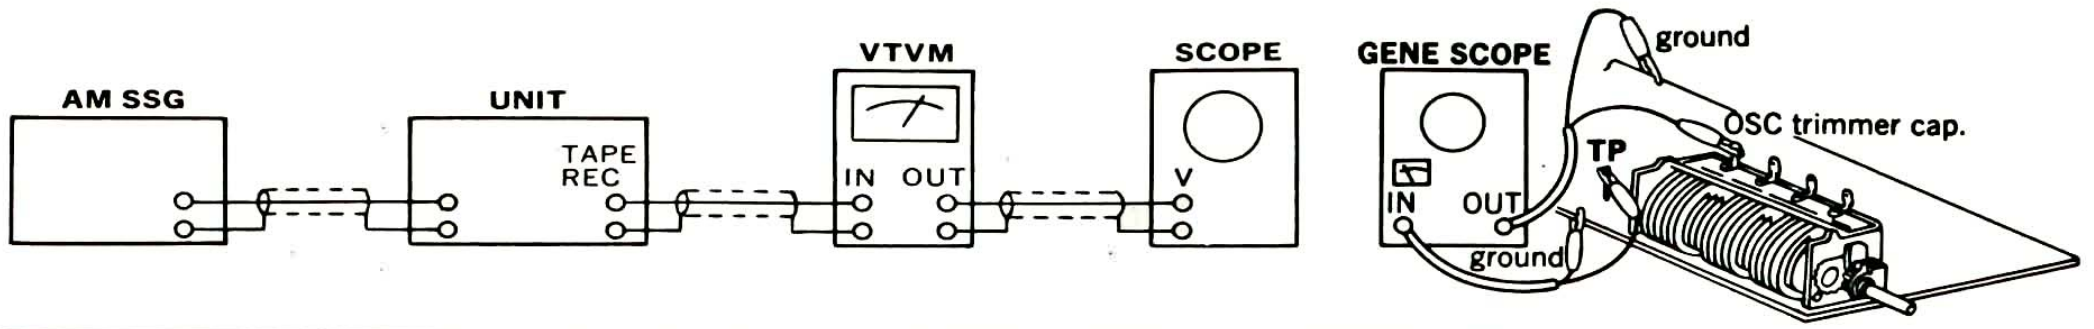 AM SSG
UNIT
TAPE
REC
VTVM
IN OUT
SCOPE
V
GENE SCOPE
IN OUT
ground
OSC trimmer cap.
TP
ground